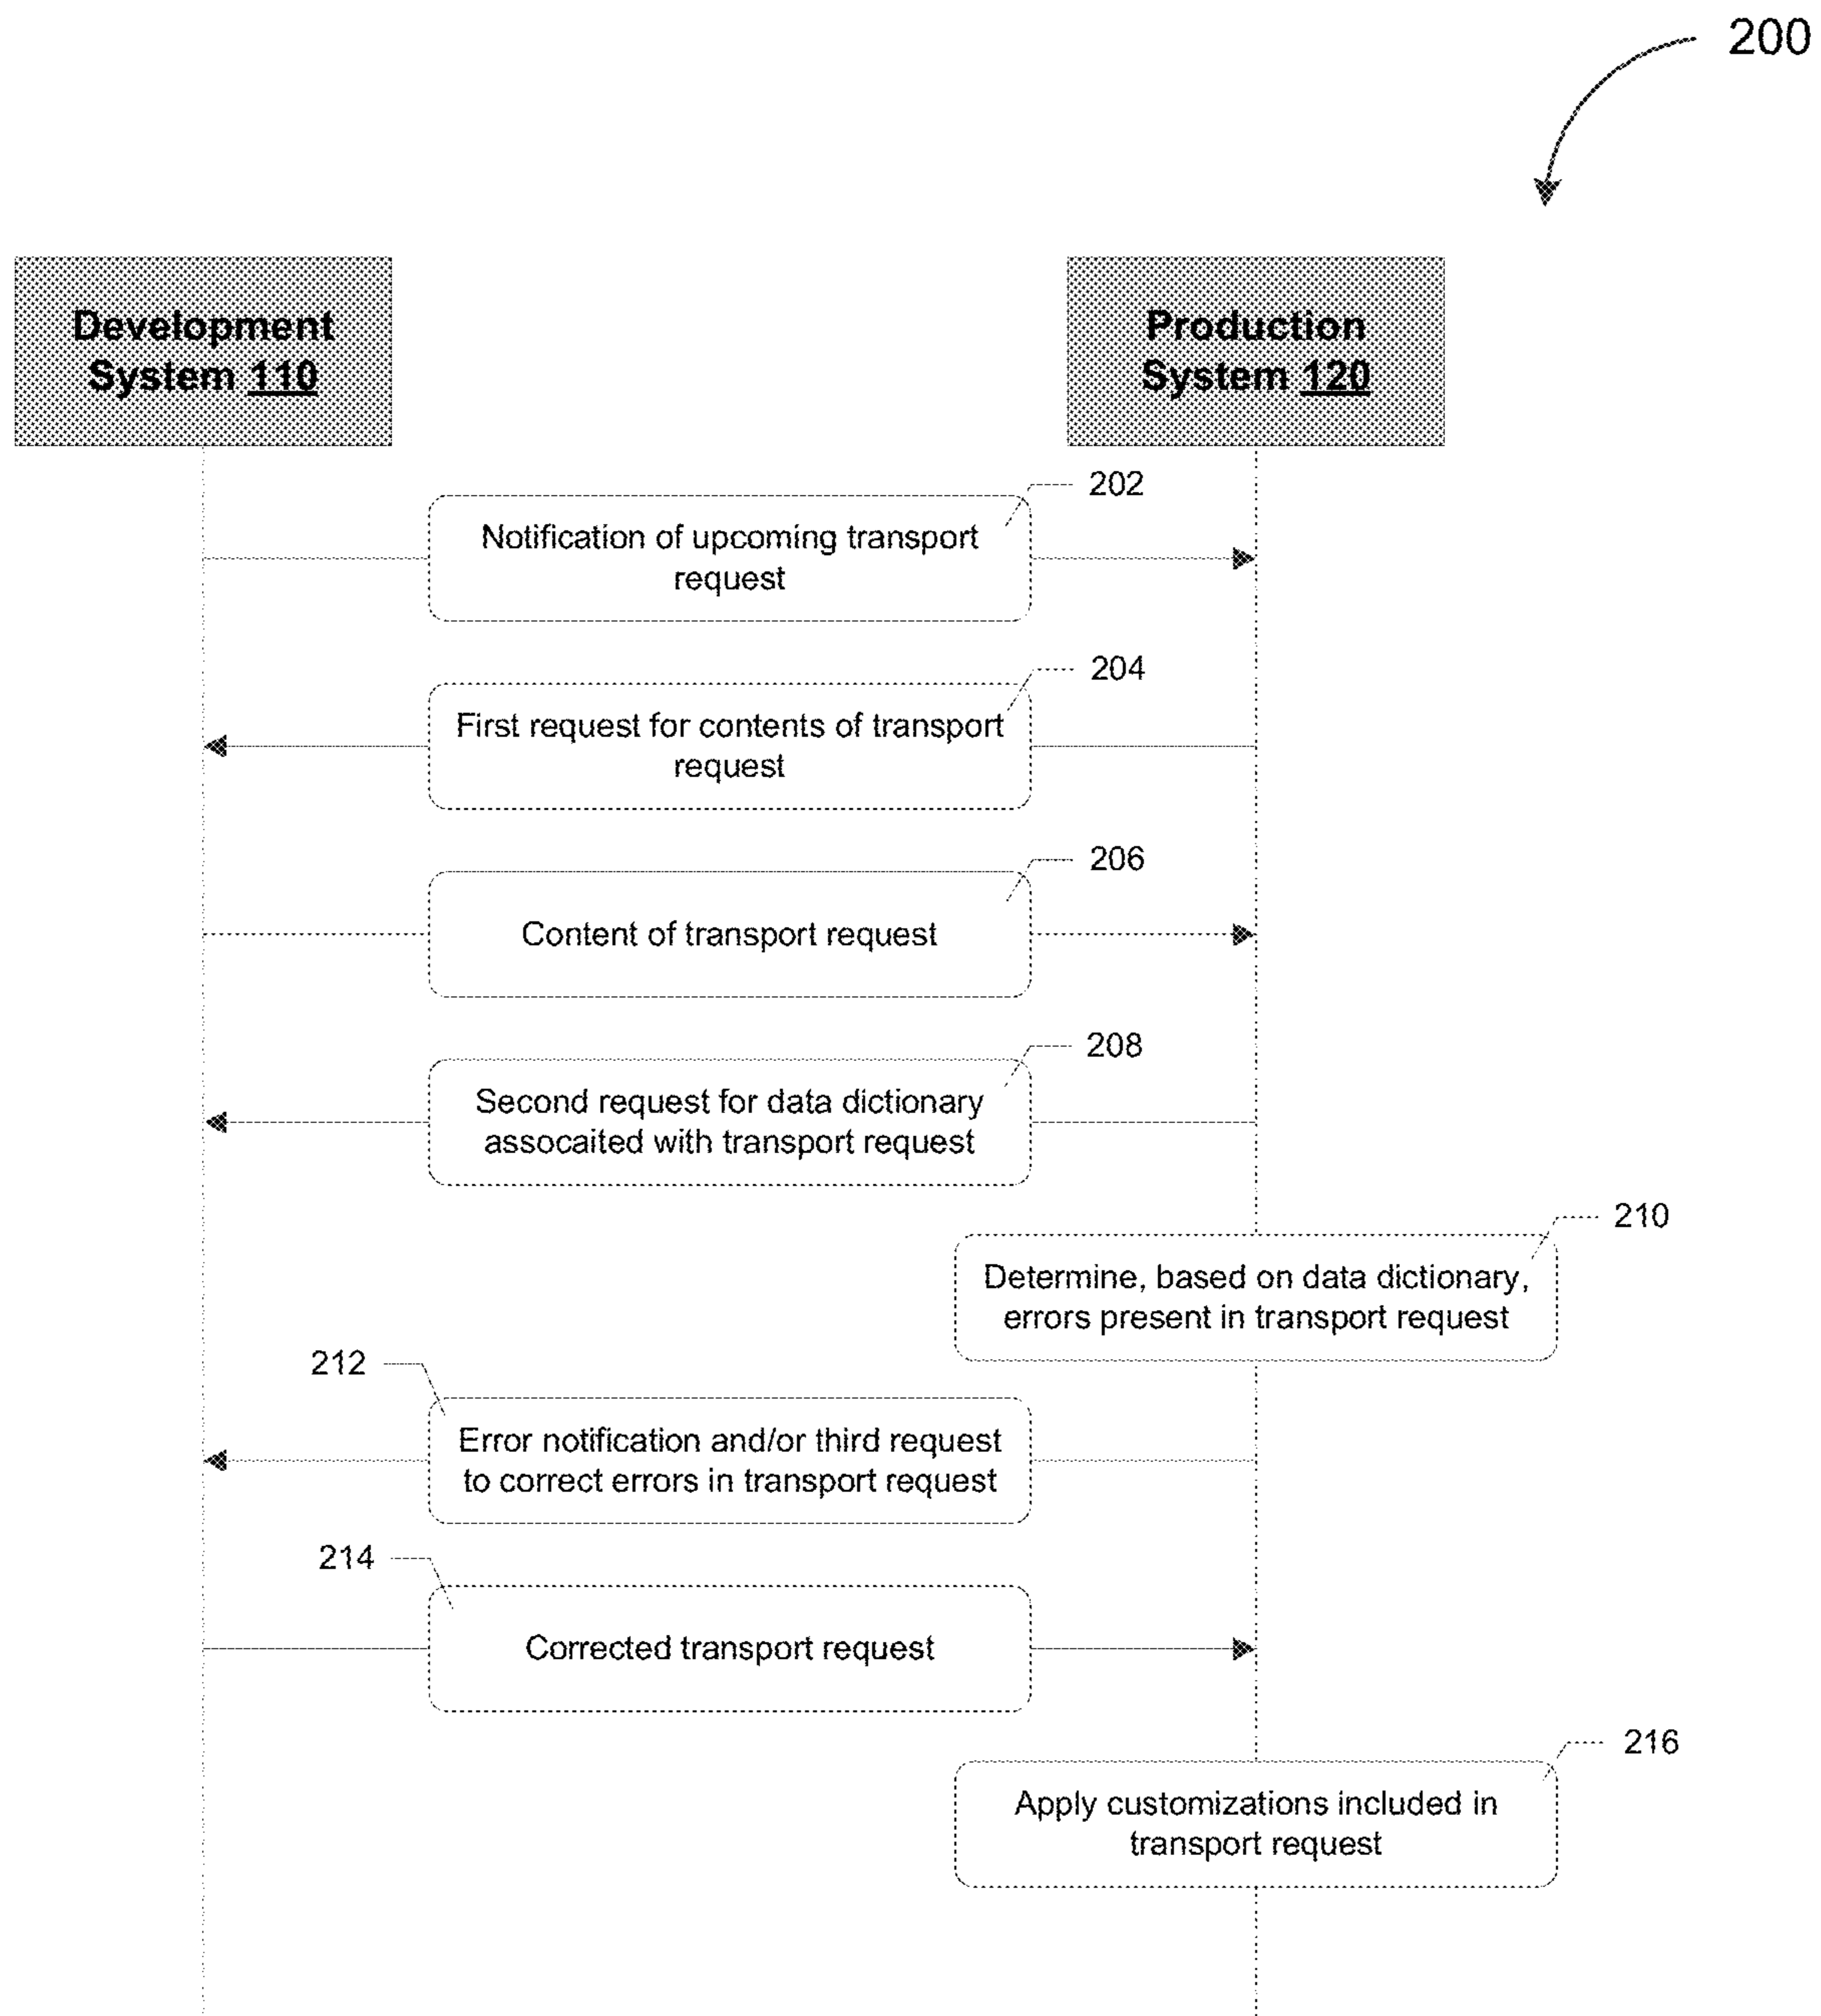 200
Development
System 110
Production
System 120
202
Notification of upcoming transport
request
204
First request for contents of transport
request
206
Content of transport request
208
Second request for data dictionary
assocaited with transport request
210
Determine, based on data dictionary,
errors present in transport request
212
Error notification and/or third request
to correct errors in transport request
214
Corrected transport request
216
Apply customizations included in
transport request